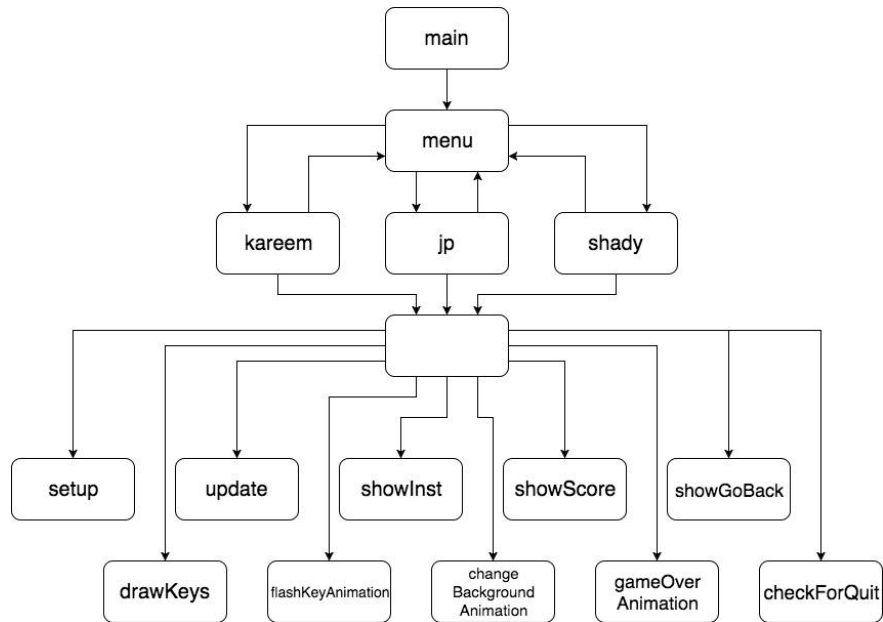 main
menu
kareem
jp
shady
setup
update
showInst
showScore
showGoBack
drawKeys
flashKeyAnimation
change
Background
Animation
gameOver
Animation
checkForQuit